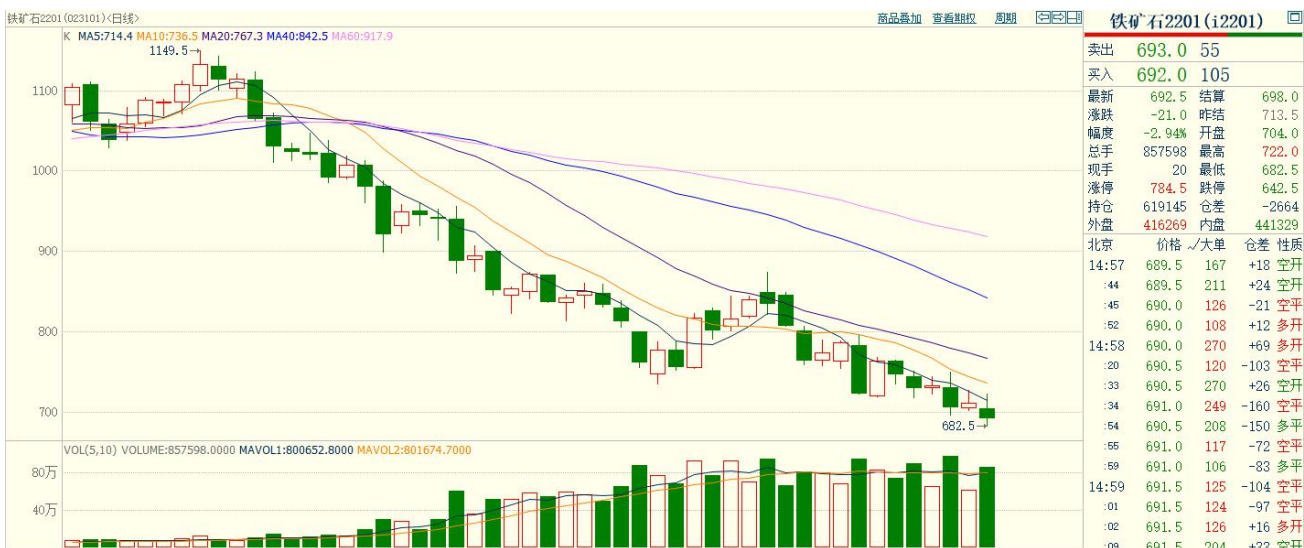 铁矿石2201(023101)<日线>
商品叠加 查看期权 周期
K MA5:714.4 MA10:736.5 MA20:767.3 MA40:842.5 MA60:917.9
1149.5→
1100
1000
900
800
700
682.5→
VOL(5,10) VOLUME:857598.0000 MAVOL1:800652.8000 MAVOL2:801674.7000
80万
40万
铁矿石2201(i2201)
卖出 693.0 55
买入 692.0 105
最新 692.5 结算 698.0
涨跌 -21.0 昨结 713.5
幅度 -2.94% 开盘 704.0
总手 857598 最高 722.0
现手 20 最低 682.5
涨停 784.5 跌停 642.5
持仓 619145 仓差 -2664
外盘 416269 内盘 441329
北京 价格 √大单 仓差 性质
14:57 689.5 167 +18 空开
:44 689.5 211 +24 空开
:45 690.0 126 -21 空平
:52 690.0 108 +12 多开
14:58 690.0 270 +69 多开
:20 690.5 120 -103 空平
:33 690.5 270 +26 空开
:34 691.0 249 -160 空平
:54 690.5 208 -150 多平
:55 691.0 117 -72 空平
:59 691.0 106 -83 多平
14:59 691.5 125 -104 空平
:01 691.5 124 -97 空平
:02 691.5 126 +16 多开
:09 691.5 204 +33 空开